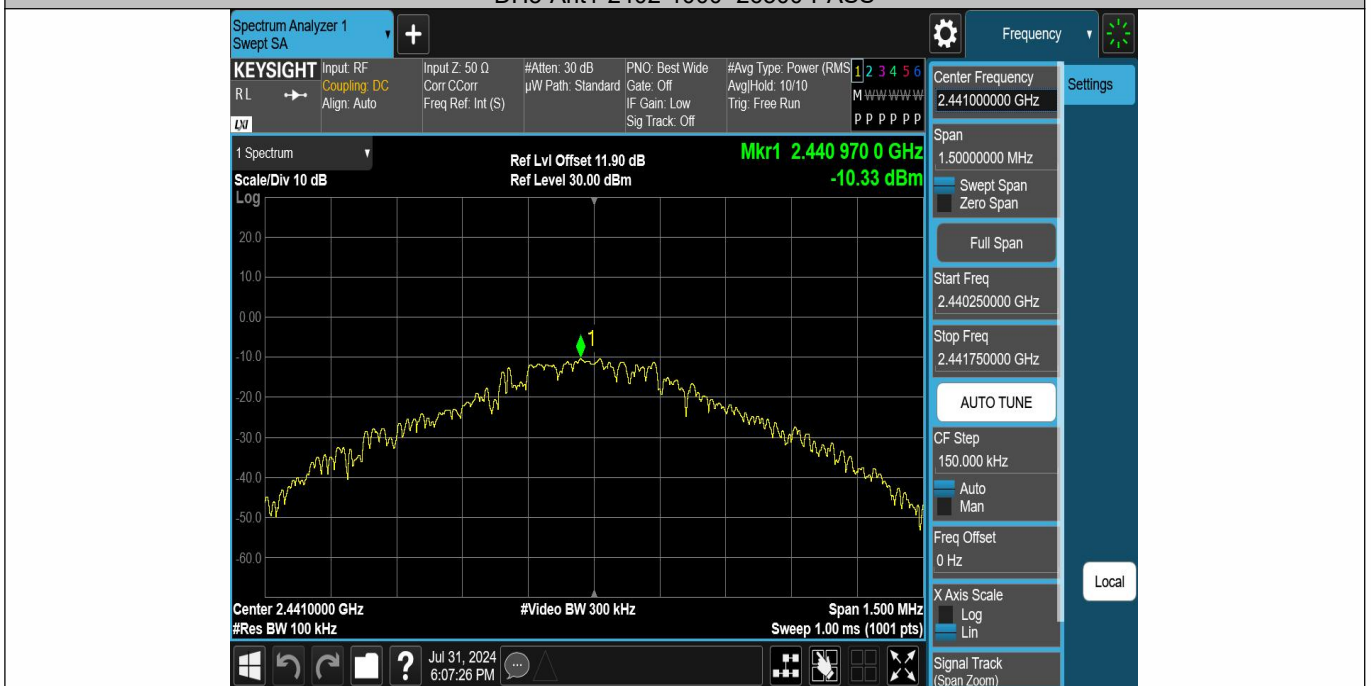 Spectrum Analyzer 1
Swept SA
+
Frequency
KEYSIGHT
RL
LXI
Input: RF
Coupling: DC
Align: Auto
Input Z: 50 Ω
Corr CCorr
Freq Ref: Int (S)
#Atten: 30 dB
µW Path: Standard
PNO: Best Wide
Gate: Off
IF Gain: Low
Sig Track: Off
#Avg Type: Power (RMS
Avg|Hold: 10/10
Trig: Free Run
1 2 3 4 5 6
M W W W W W
P P P P P P
1 Spectrum
Scale/Div 10 dB
Log
Ref Lvl Offset 11.90 dB
Ref Level 30.00 dBm
Mkr1 2.440 970 0 GHz
-10.33 dBm
20.0
10.0
0.00
-10.0
-20.0
-30.0
-40.0
-50.0
-60.0
1
Center 2.4410000 GHz
#Res BW 100 kHz
#Video BW 300 kHz
Span 1.500 MHz
Sweep 1.00 ms (1001 pts)
Center Frequency
2.441000000 GHz
Settings
Span
1.50000000 MHz
Swept Span
Zero Span
Full Span
Start Freq
2.440250000 GHz
Stop Freq
2.441750000 GHz
AUTO TUNE
CF Step
150.000 kHz
Auto
Man
Freq Offset
0 Hz
X Axis Scale
Log
Lin
Local
Signal Track
(Span Zoom)
?
Jul 31, 2024
6:07:26 PM